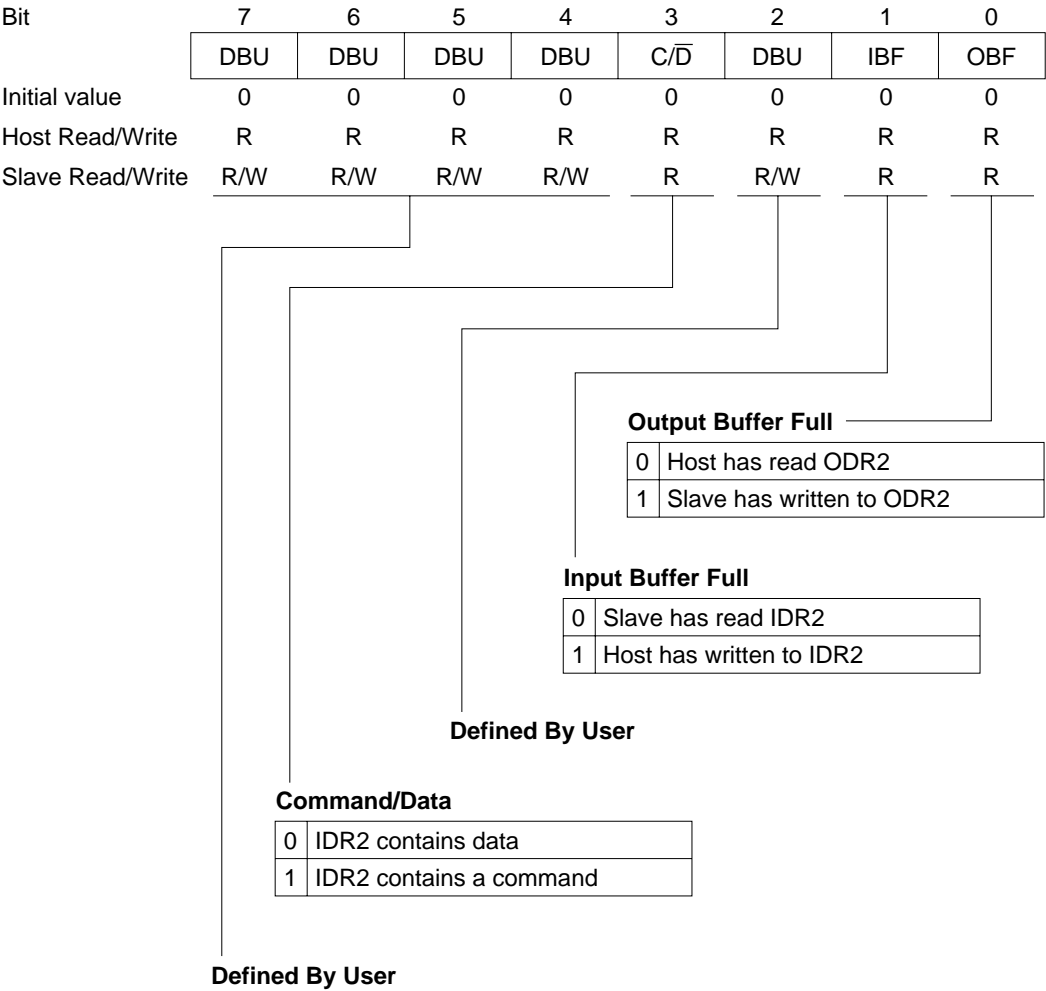 Bit 7 6 5 4 3 2 1 0
DBU DBU DBU DBU C/D̅ DBU IBF OBF
Initial value 0 0 0 0 0 0 0 0
Host Read/Write R R R R R R R R
Slave Read/Write R/W R/W R/W R/W R R/W R R
Output Buffer Full
0 Host has read ODR2
1 Slave has written to ODR2
Input Buffer Full
0 Slave has read IDR2
1 Host has written to IDR2
Defined By User
Command/Data
0 IDR2 contains data
1 IDR2 contains a command
Defined By User